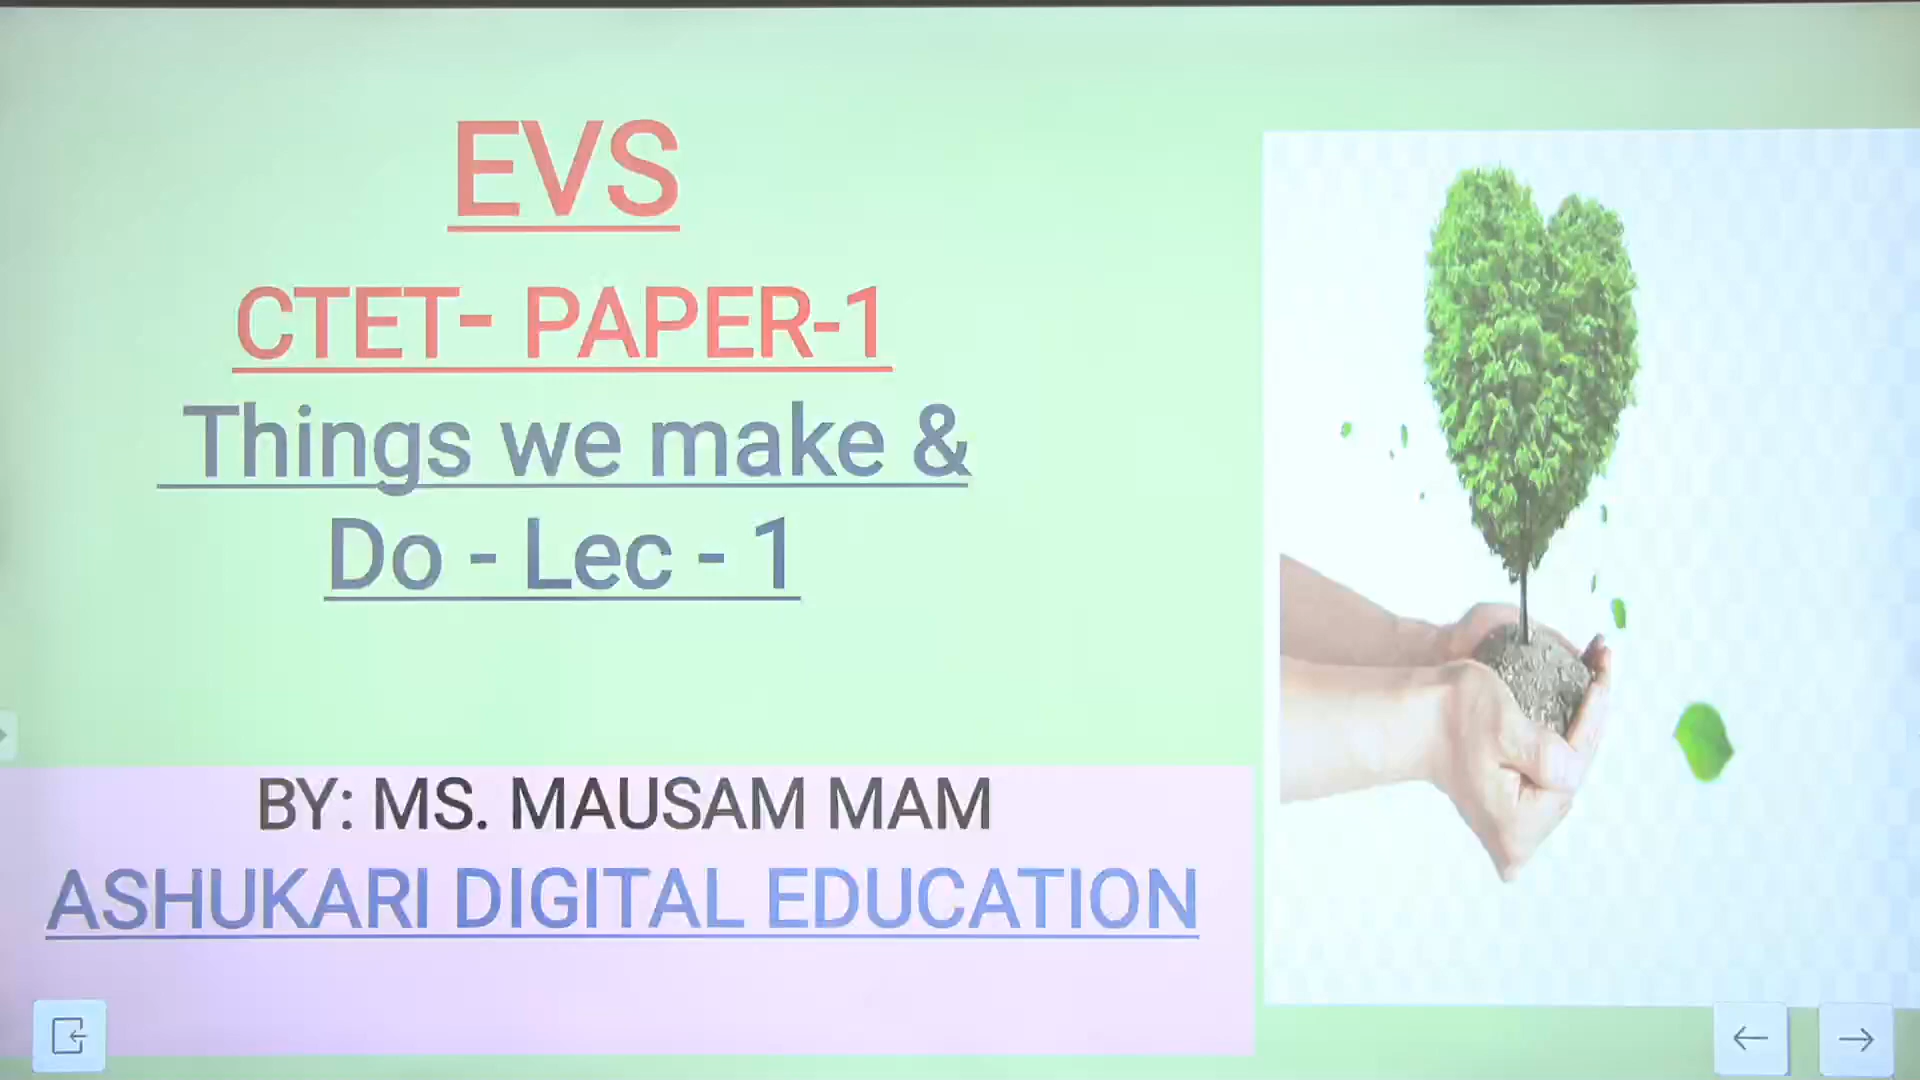 EVS
CTET- PAPER-1
Things we make &
Do - Lec - 1
BY: MS. MAUSAM MAM
ASHUKARI DIGITAL EDUCATION